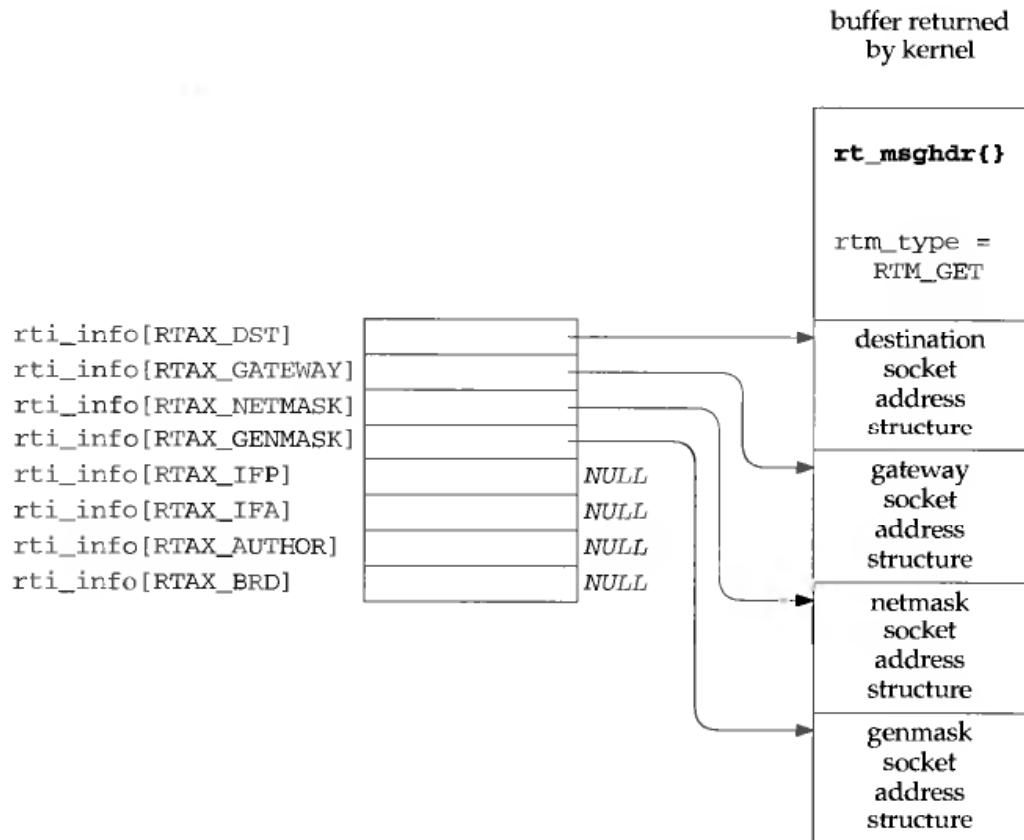 buffer returned
by kernel
rt_msghdr{}
rtm_type =
RTM_GET
rti_info[RTAX_DST]
rti_info[RTAX_GATEWAY]
rti_info[RTAX_NETMASK]
rti_info[RTAX_GENMASK]
rti_info[RTAX_IFP] NULL
rti_info[RTAX_IFA] NULL
rti_info[RTAX_AUTHOR] NULL
rti_info[RTAX_BRD] NULL
destination
socket
address
structure
gateway
socket
address
structure
netmask
socket
address
structure
genmask
socket
address
structure